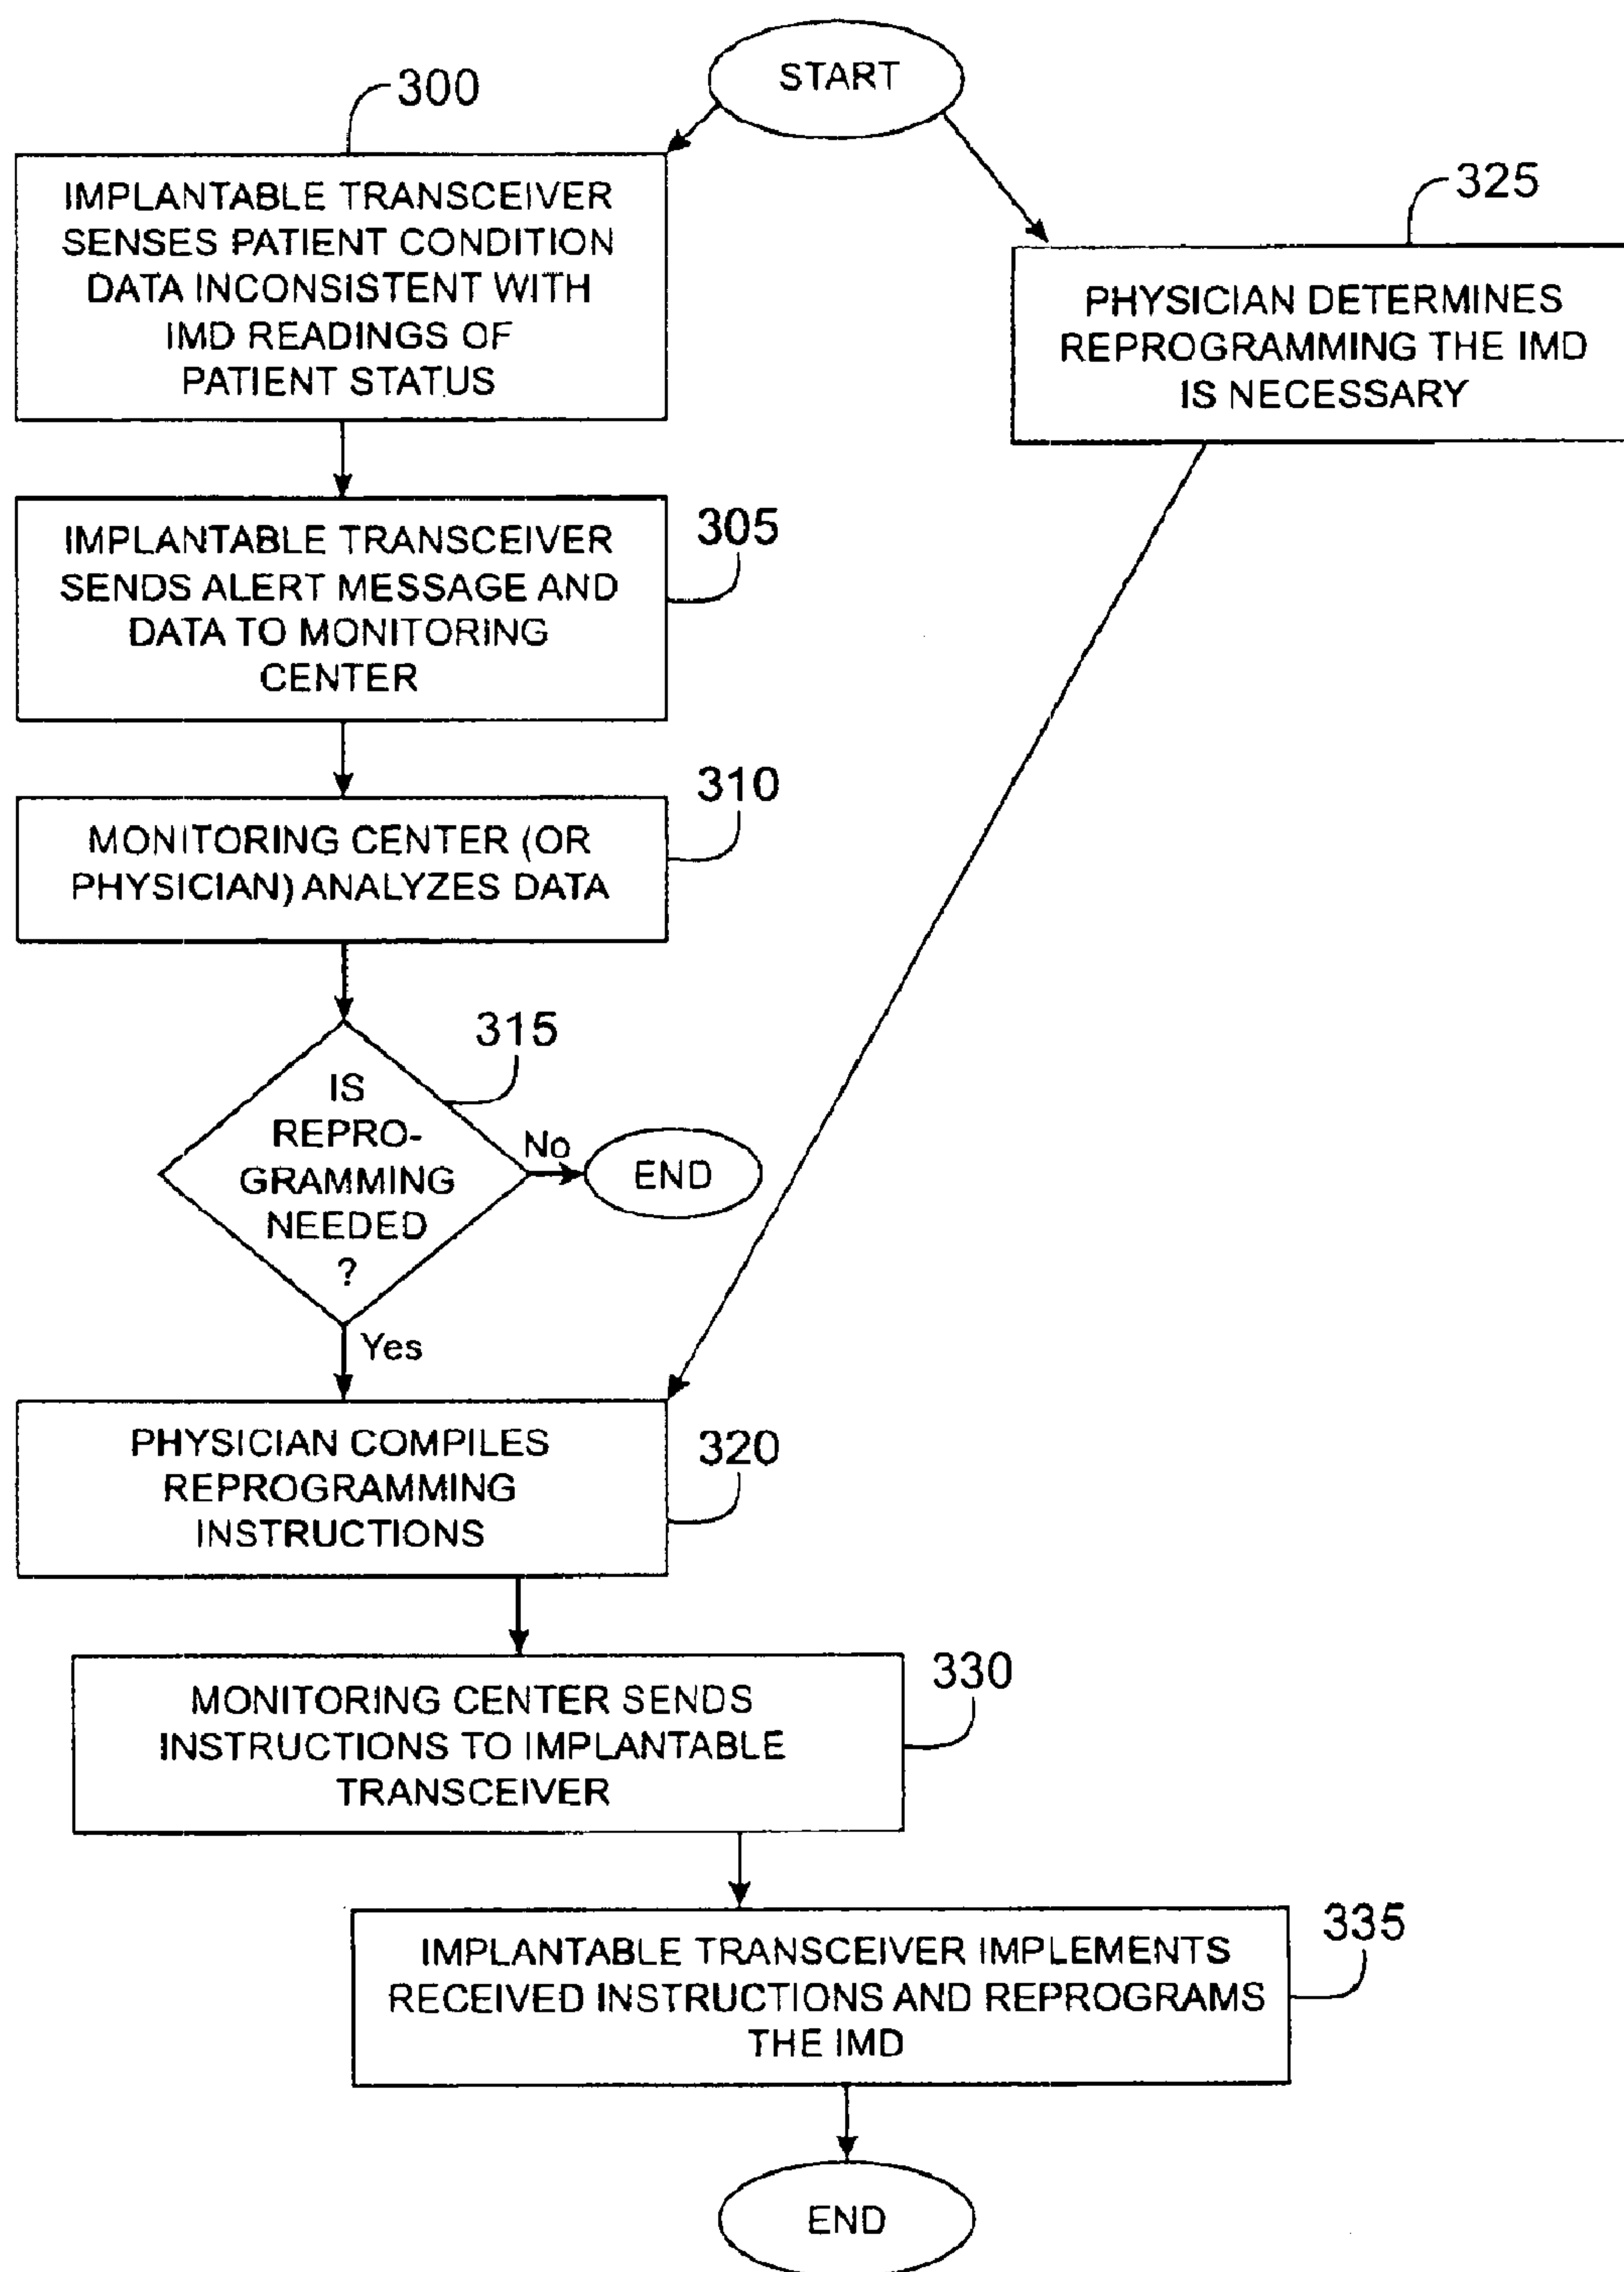 START
300
IMPLANTABLE TRANSCEIVER
SENSES PATIENT CONDITION
DATA INCONSISTENT WITH
IMD READINGS OF
PATIENT STATUS
325
PHYSICIAN DETERMINES
REPROGRAMMING THE IMD
IS NECESSARY
305
IMPLANTABLE TRANSCEIVER
SENDS ALERT MESSAGE AND
DATA TO MONITORING
CENTER
310
MONITORING CENTER (OR
PHYSICIAN) ANALYZES DATA
315
IS
REPRO-
GRAMMING
NEEDED
?
No
END
Yes
320
PHYSICIAN COMPILES
REPROGRAMMING
INSTRUCTIONS
330
MONITORING CENTER SENDS
INSTRUCTIONS TO IMPLANTABLE
TRANSCEIVER
335
IMPLANTABLE TRANSCEIVER IMPLEMENTS
RECEIVED INSTRUCTIONS AND REPROGRAMS
THE IMD
END